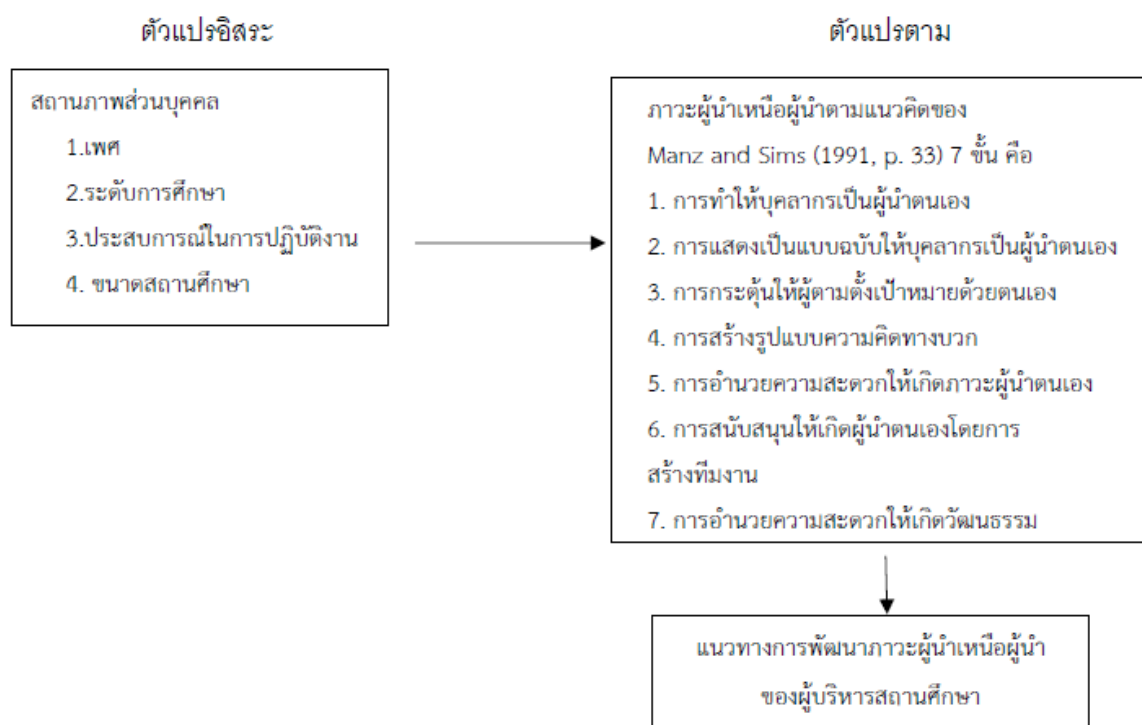 ตัวแปรอิสระ
ตัวแปรตาม
สถานภาพส่วนบุคคล
1.เพศ
2.ระดับการศึกษา
3.ประสบการณ์ในการปฏิบัติงาน
4. ขนาดสถานศึกษา
ภาวะผู้นำเหนือผู้นำตามแนวคิดของ
Manz and Sims (1991, p. 33) 7 ขั้น คือ
1. การทำให้บุคลากรเป็นผู้นำตนเอง
2. การแสดงเป็นแบบฉบับให้บุคลากรเป็นผู้นำตนเอง
3. การกระตุ้นให้ผู้ตามตั้งเป้าหมายด้วยตนเอง
4. การสร้างรูปแบบความคิดทางบวก
5. การอำนวยความสะดวกให้เกิดภาวะผู้นำตนเอง
6. การสนับสนุนให้เกิดผู้นำตนเองโดยการ
สร้างทีมงาน
7. การอำนวยความสะดวกให้เกิดวัฒนธรรม
แนวทางการพัฒนาภาวะผู้นำเหนือผู้นำ
ของผู้บริหารสถานศึกษา